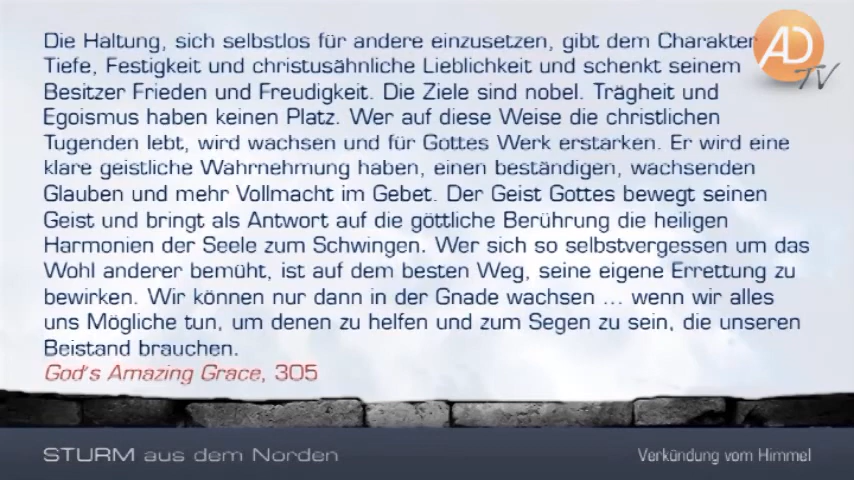 Die Haltung, sich selbstlos für andere einzusetzen, gibt dem Charakter
Tiefe, Festigkeit und christusähnliche Lieblichkeit und schenkt seinem
Besitzer Frieden und Freudigkeit. Die Ziele sind nobel. Trägheit und
Egoismus haben keinen Platz. Wer auf diese Weise die christlichen
Tugenden lebt, wird wachsen und für Gottes Werk erstarken. Er wird eine
klare geistliche Wahrnehmung haben, einen beständigen, wachsenden
Glauben und mehr Vollmacht im Gebet. Der Geist Gottes bewegt seinen
Geist und bringt als Antwort auf die göttliche Berührung die heiligen
Harmonien der Seele zum Schwingen. Wer sich so selbstvergessen um das
Wohl anderer bemüht, ist auf dem besten Weg, seine eigene Errettung zu
bewirken. Wir können nur dann in der Gnade wachsen ... wenn wir alles
uns Mögliche tun, um denen zu helfen und zum Segen zu sein, die unseren
Beistand brauchen.
God's Amazing Grace, 305
AD
TV
STURM aus dem Norden
Verkündung vom Himmel